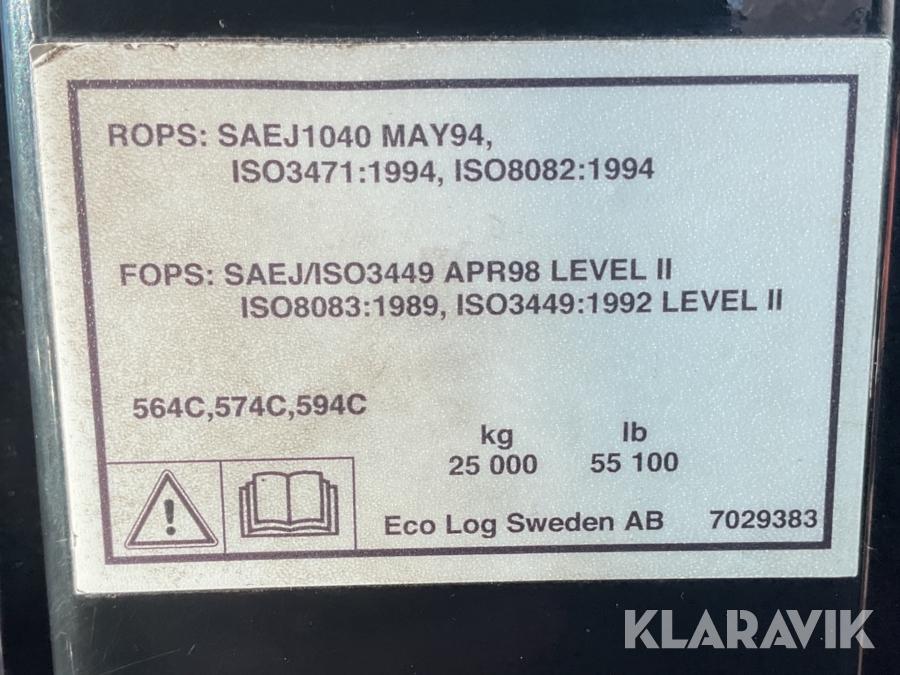 ROPS: SAEJ1040 MAY94,
ISO3471:1994, ISO8082:1994
FOPS: SAEJ/ISO3449 APR98 LEVEL II
ISO8083:1989, ISO3449:1992 LEVEL II
564C,574C,594C
kg lb
25 000 55 100
Eco Log Sweden AB 7029383
KLARAVIK